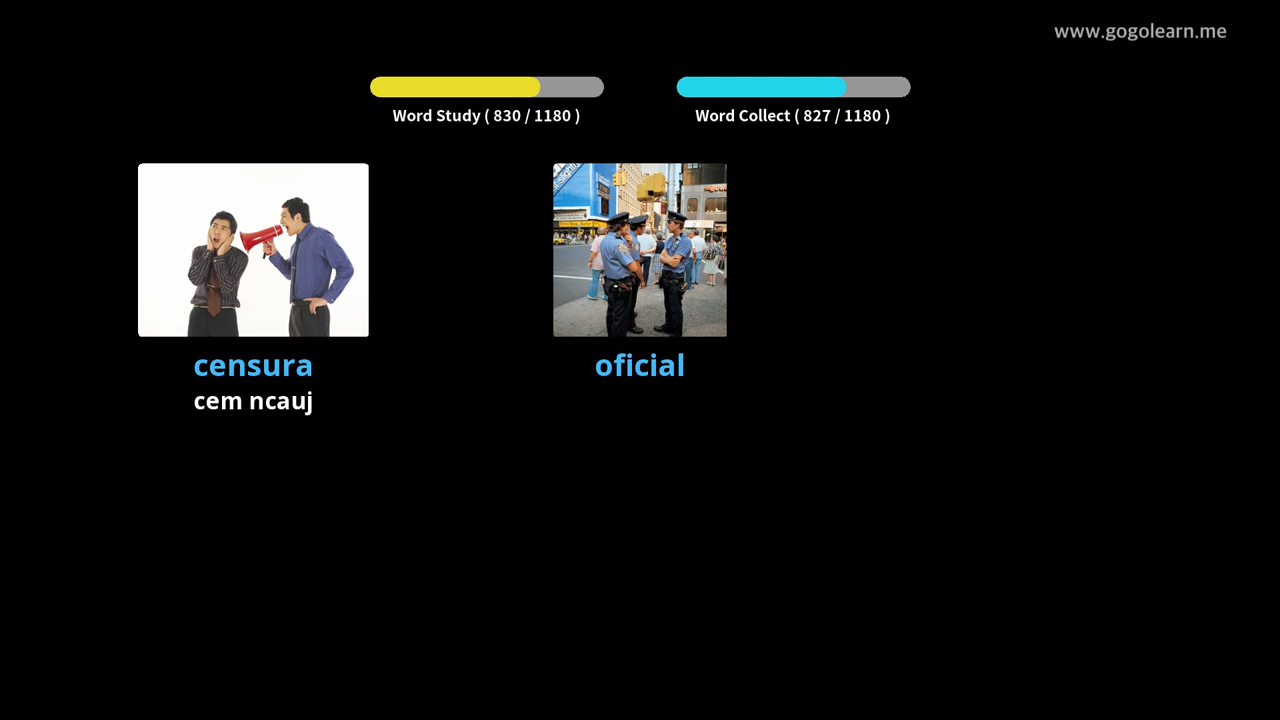 www.gogolearn.me
Word Study ( 830 / 1180 )
Word Collect ( 827 / 1180 )
censura
cem ncauj
oficial